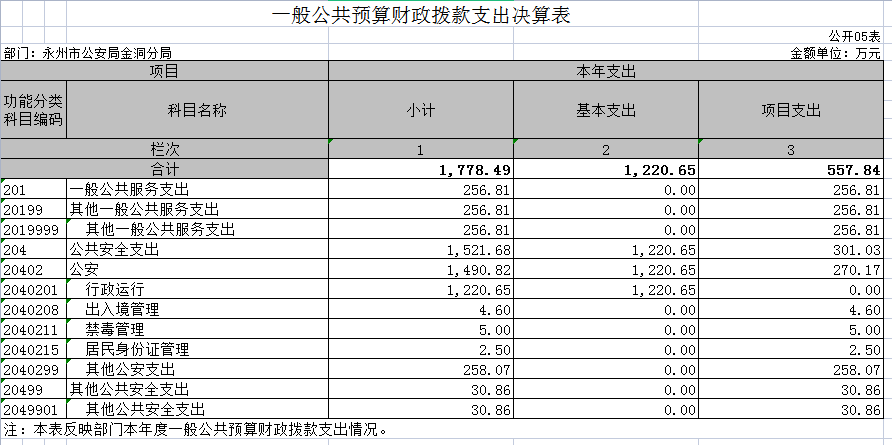 一般公共预算财政拨款支出决算表
公开05表
部门：永州市公安局金洞分局 金额单位：万元
项目 本年支出
功能分类科目编码 科目名称 小计 基本支出 项目支出
栏次 1 2 3
合计 1,778.49 1,220.65 557.84
201 一般公共服务支出 256.81 0.00 256.81
20199 其他一般公共服务支出 256.81 0.00 256.81
2019999 其他一般公共服务支出 256.81 0.00 256.81
204 公共安全支出 1,521.68 1,220.65 301.03
20402 公安 1,490.82 1,220.65 270.17
2040201 行政运行 1,220.65 1,220.65 0.00
2040208 出入境管理 4.60 0.00 4.60
2040211 禁毒管理 5.00 0.00 5.00
2040215 居民身份证管理 2.50 0.00 2.50
2040299 其他公安支出 258.07 0.00 258.07
20499 其他公共安全支出 30.86 0.00 30.86
2049901 其他公共安全支出 30.86 0.00 30.86
注：本表反映部门本年度一般公共预算财政拨款支出情况。